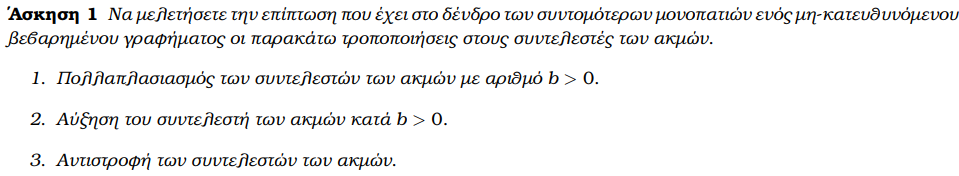 Άσκηση 1 Να μελετήσετε την επίπτωση που έχει στο δένδρο των συντομότερων μονοπατιών ενός μη-κατευθυνόμενου
βεβαρημένου γραφήματος οι παρακάτω τροποποιήσεις στους συντελεστές των ακμών.
1. Πολλαπλασιασμός των συντελεστών των ακμών με αριθμό b > 0.
2. Αύξηση του συντελεστή των ακμών κατά b > 0.
3. Αντιστροφή των συντελεστών των ακμών.